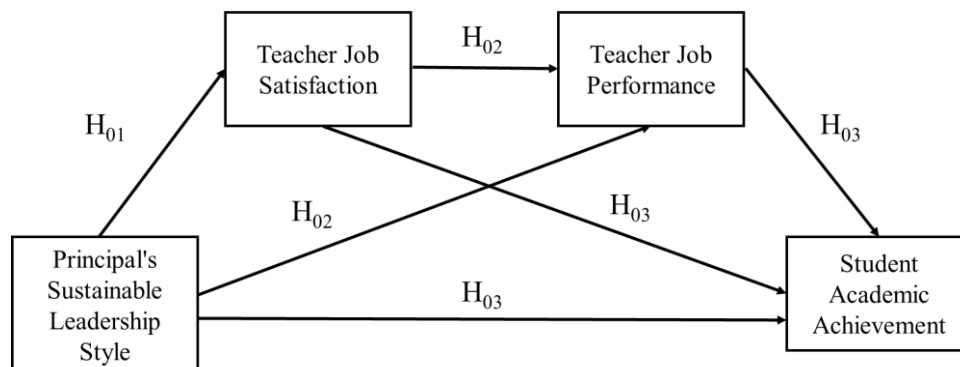 Teacher Job
Satisfaction
H₀₂
Teacher Job
Performance
H₀₁
H₀₃
H₀₂
H₀₃
Principal's
Sustainable
Leadership
Style
H₀₃
Student
Academic
Achievement